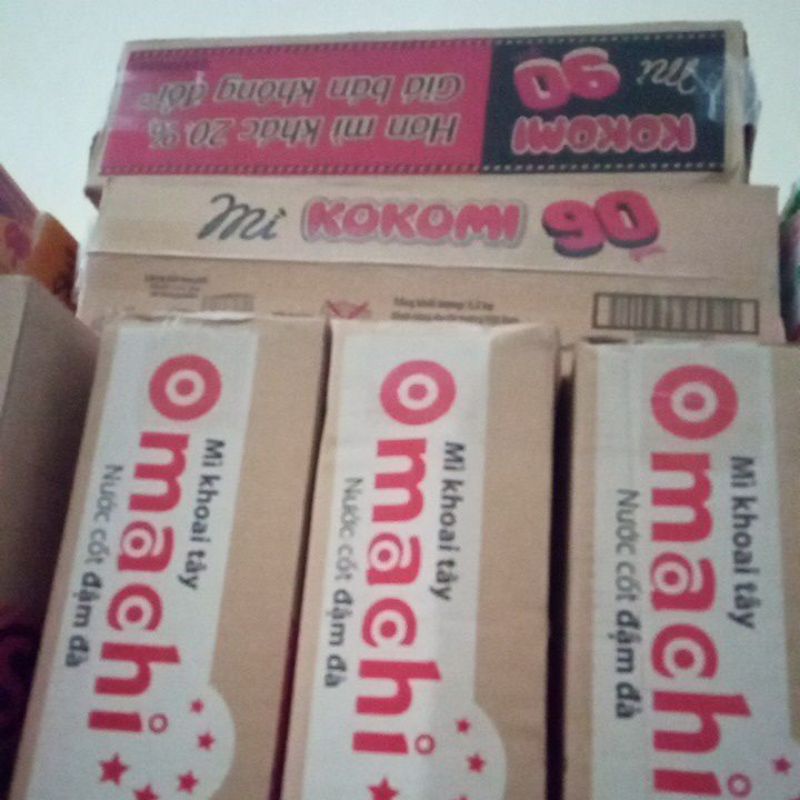 Mì KOKOMI 90
Hơn mì khác 20%
Giá bán không đổi
Mì KOKOMI 90
Omachi
Mì khoai tây
Nước cốt đậm đà
Omachi
Mì khoai tây
Nước cốt đậm đà
Omachi
Mì khoai tây
Nước cốt đậm đà